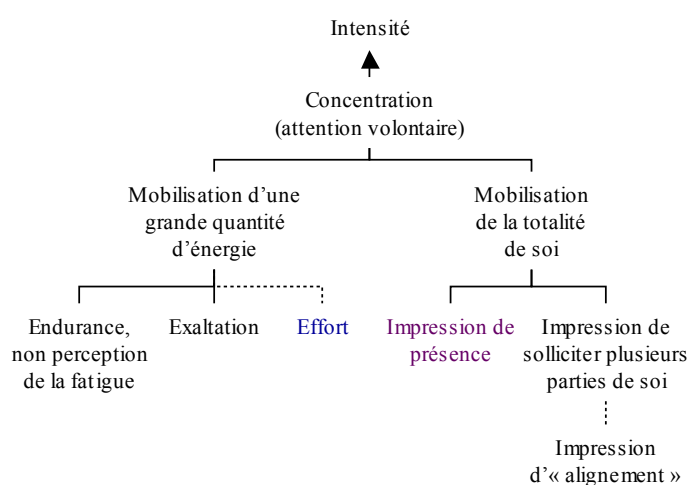 Intensité
Concentration
(attention volontaire)
Mobilisation d'une
grande quantité
d'énergie
Mobilisation
de la totalité
de soi
Endurance,
non perception
de la fatigue
Exaltation
Effort
Impression de
présence
Impression de
solliciter plusieurs
parties de soi
Impression
d'« alignement »